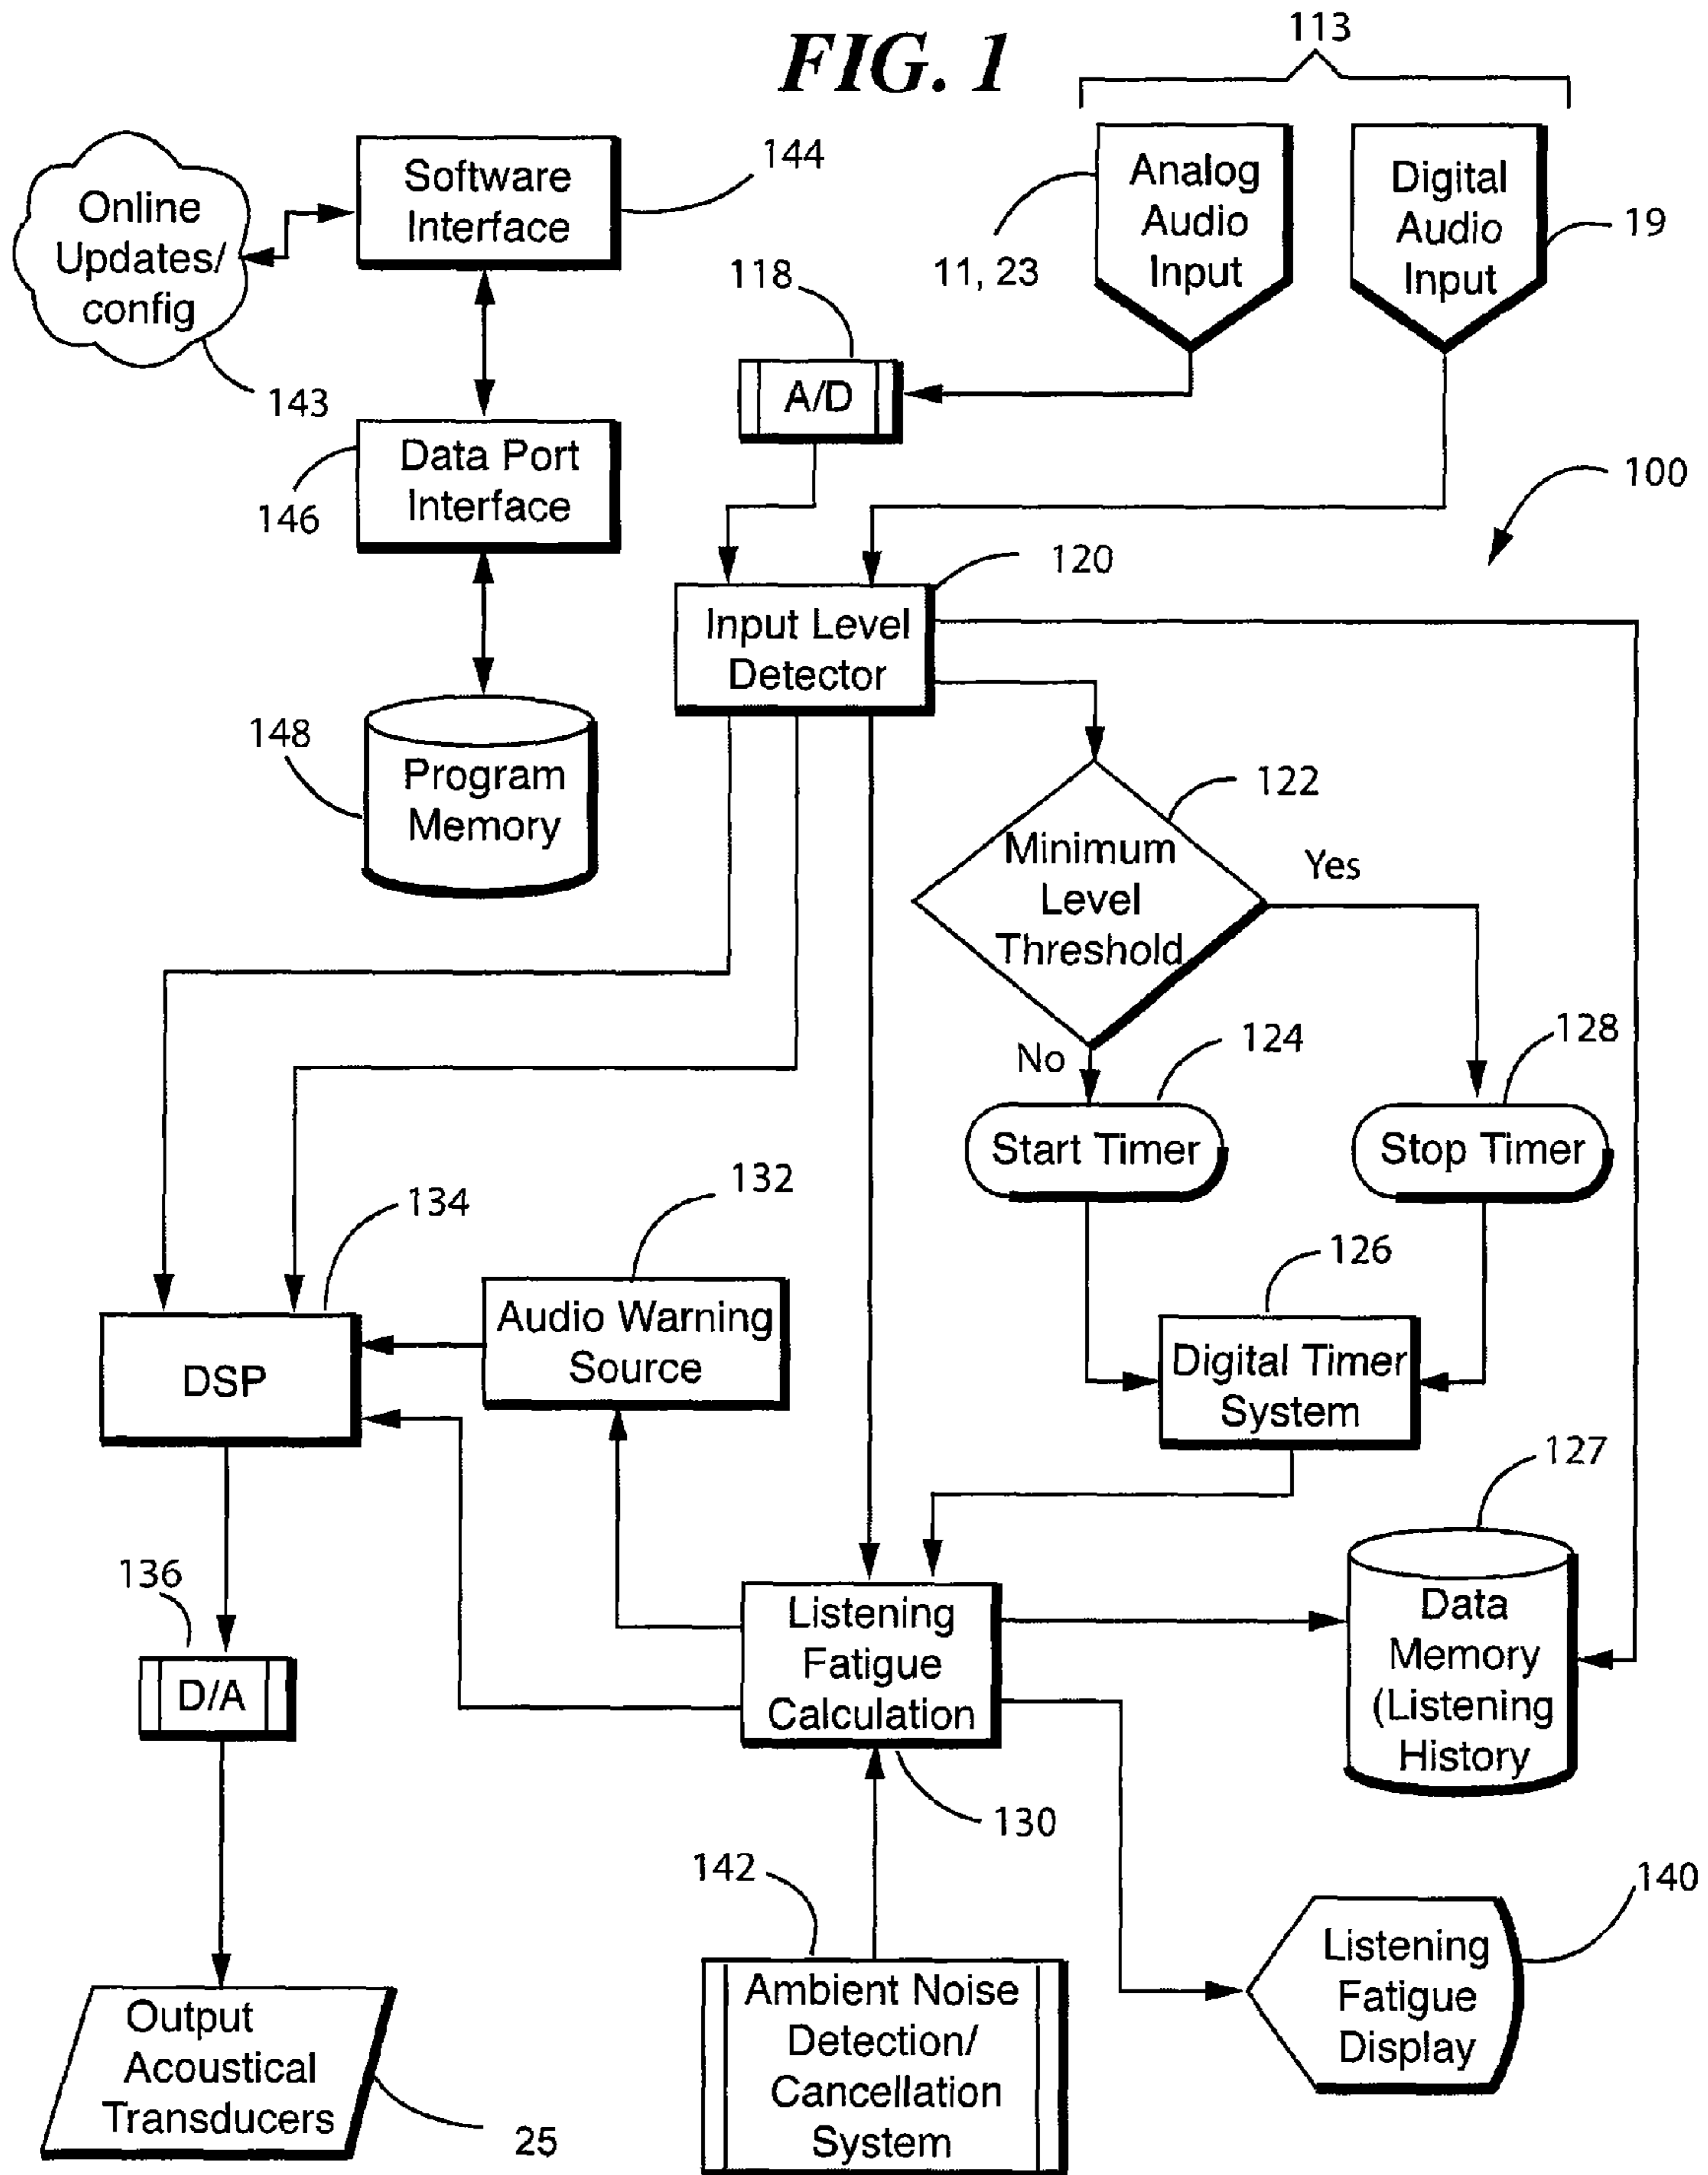 FIG. 1
113
Online
Updates/
config
143
Software
Interface
144
Analog
Audio
Input
11, 23
Digital
Audio
Input
19
118
A/D
Data Port
Interface
146
100
120
Input Level
Detector
148
Program
Memory
122
Minimum
Level
Threshold
Yes
No
124
128
Start Timer
Stop Timer
134
132
126
Audio Warning
Source
DSP
Digital Timer
System
127
136
D/A
Listening
Fatigue
Calculation
Data
Memory
(Listening
History
130
142
140
Ambient Noise
Detection/
Cancellation
System
Listening
Fatigue
Display
Output
Acoustical
Transducers
25